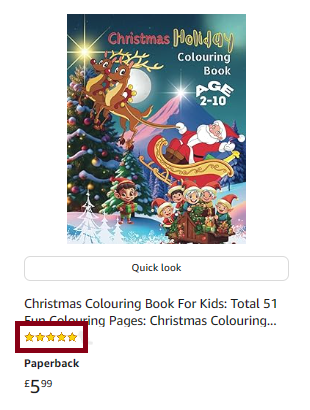 Christmas Holiday
Colouring
Book
AGE
2-10
Quick look
Christmas Colouring Book For Kids: Total 51
Fun Colouring Pages: Christmas Colouring...
Paperback
£5.99